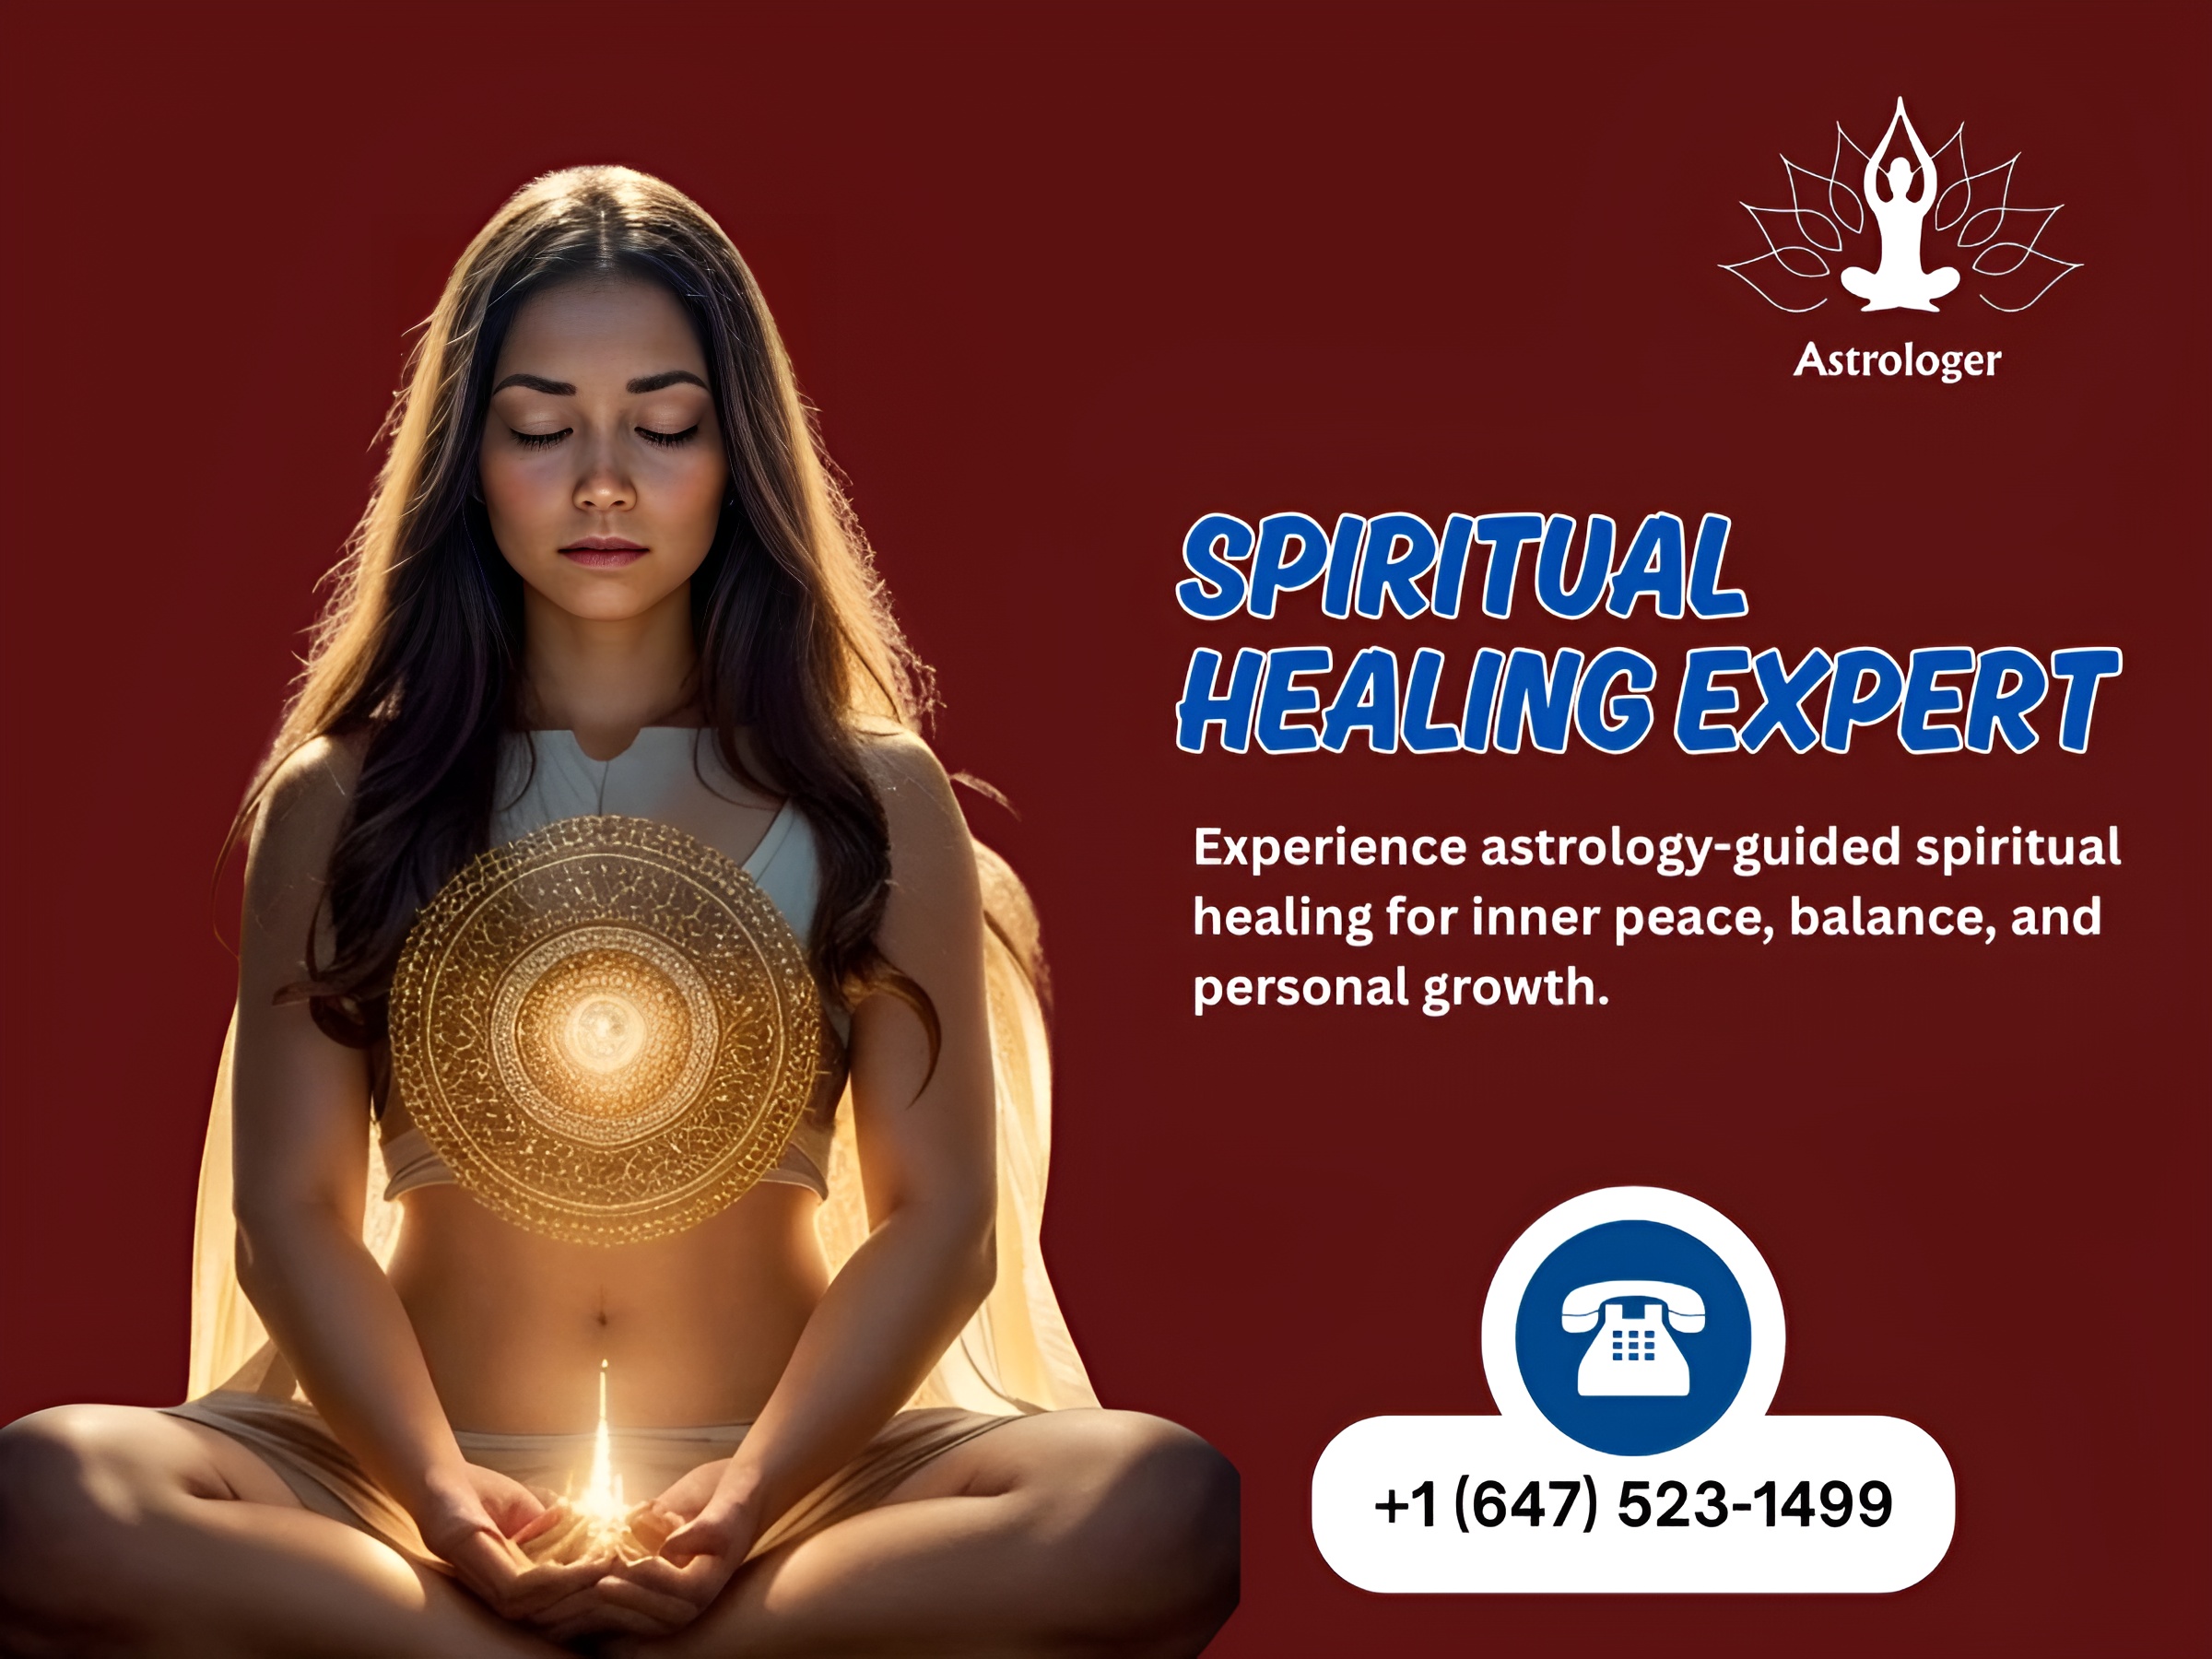 Astrologer
SPIRITUAL
HEALING EXPERT
Experience astrology-guided spiritual
healing for inner peace, balance, and
personal growth.
+1 (647) 523-1499